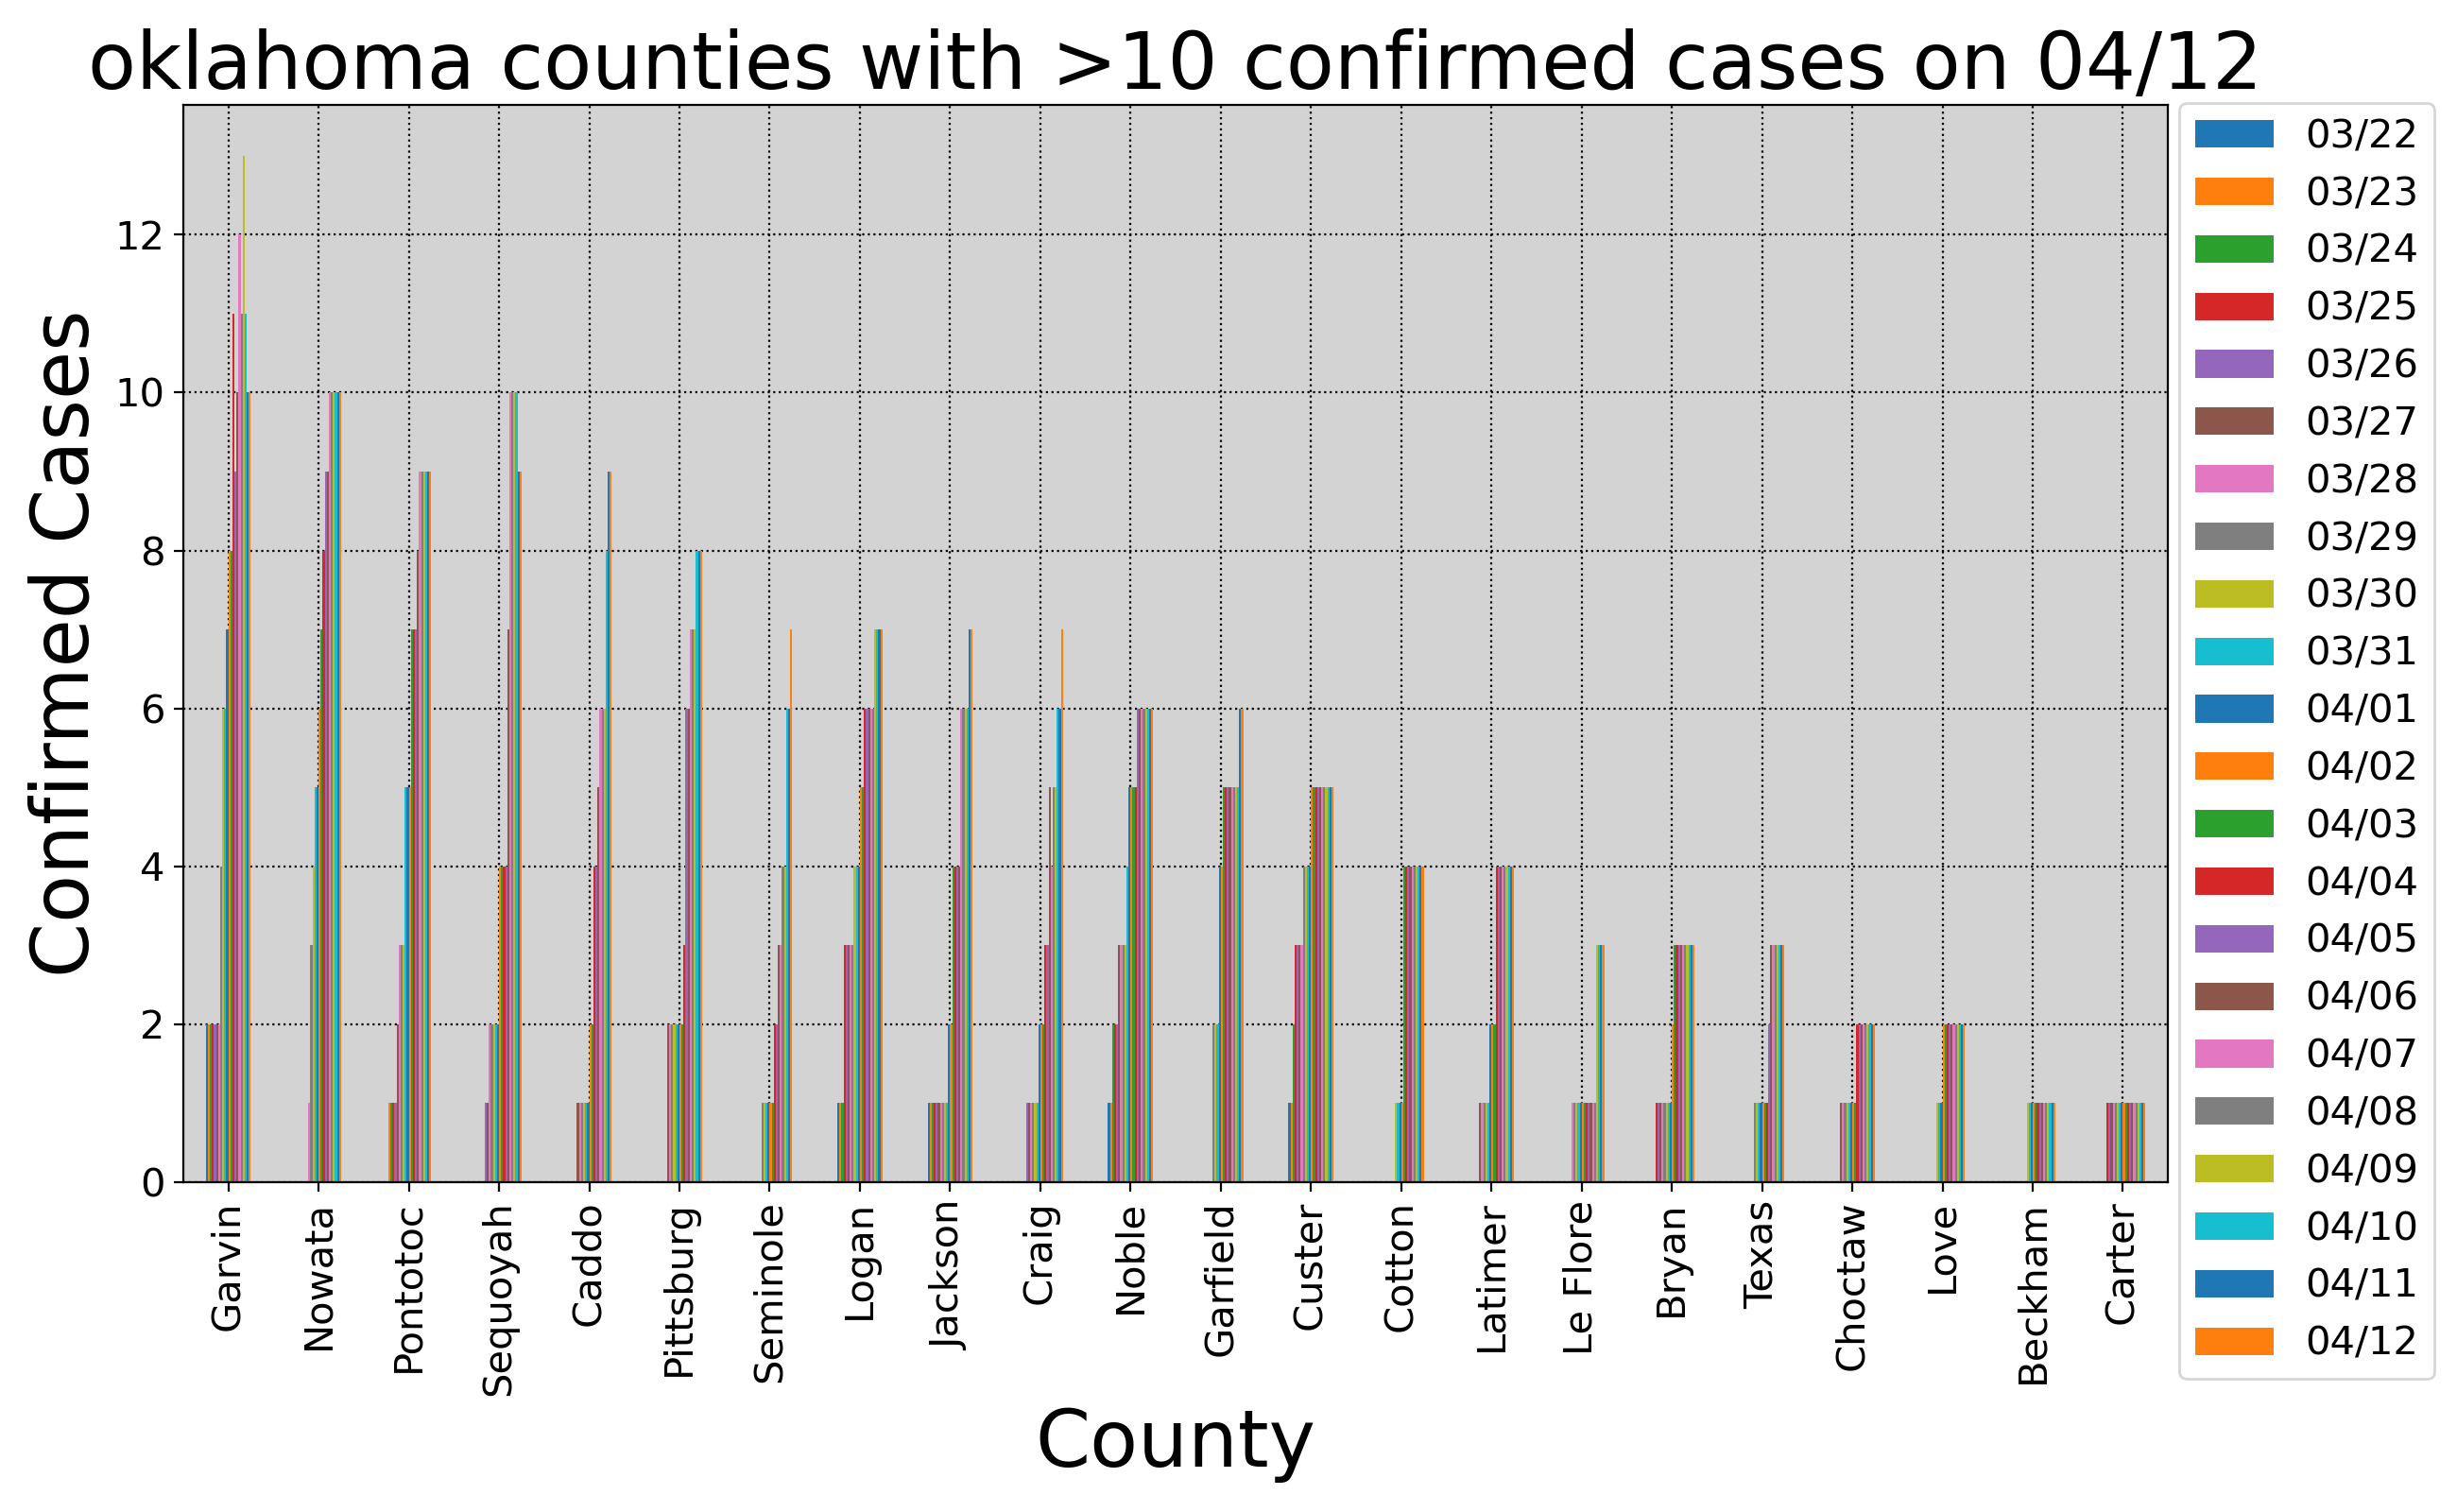 oklahoma counties with >10 confirmed cases on 04/12
Confirmed Cases
12
10
8
6
4
2
0
Garvin
Nowata
Pontotoc
Sequoyah
Caddo
Pittsburg
Seminole
Logan
Jackson
Craig
Noble
Garfield
Custer
Cotton
Latimer
Le Flore
Bryan
Texas
Choctaw
Love
Beckham
Carter
County
03/22
03/23
03/24
03/25
03/26
03/27
03/28
03/29
03/30
03/31
04/01
04/02
04/03
04/04
04/05
04/06
04/07
04/08
04/09
04/10
04/11
04/12